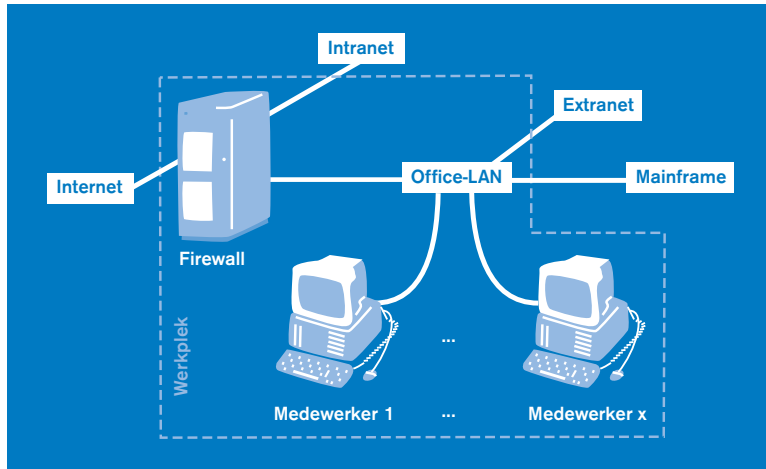 Intranet
Extranet
Internet
Office-LAN
Mainframe
Firewall
Werkplek
...
Medewerker 1
...
Medewerker x